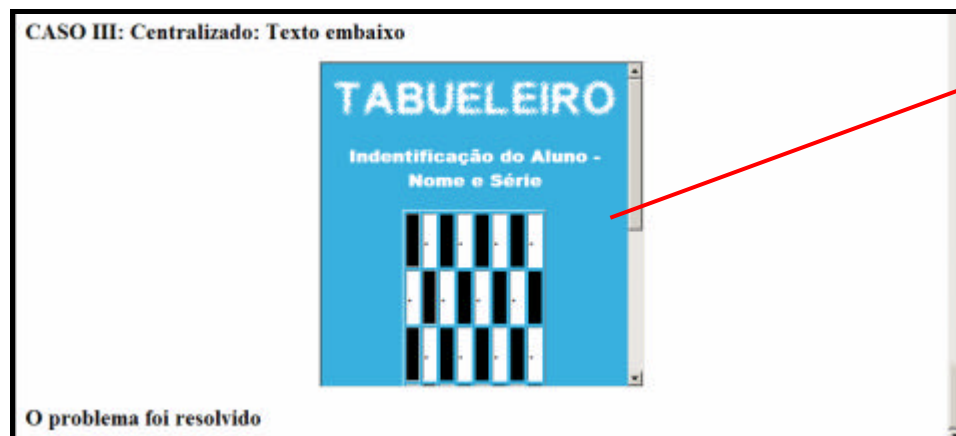 CASO III: Centralizado: Texto embaixo
TABUELEIRO
Indentificação do Aluno -
Nome e Série
O problema foi resolvido